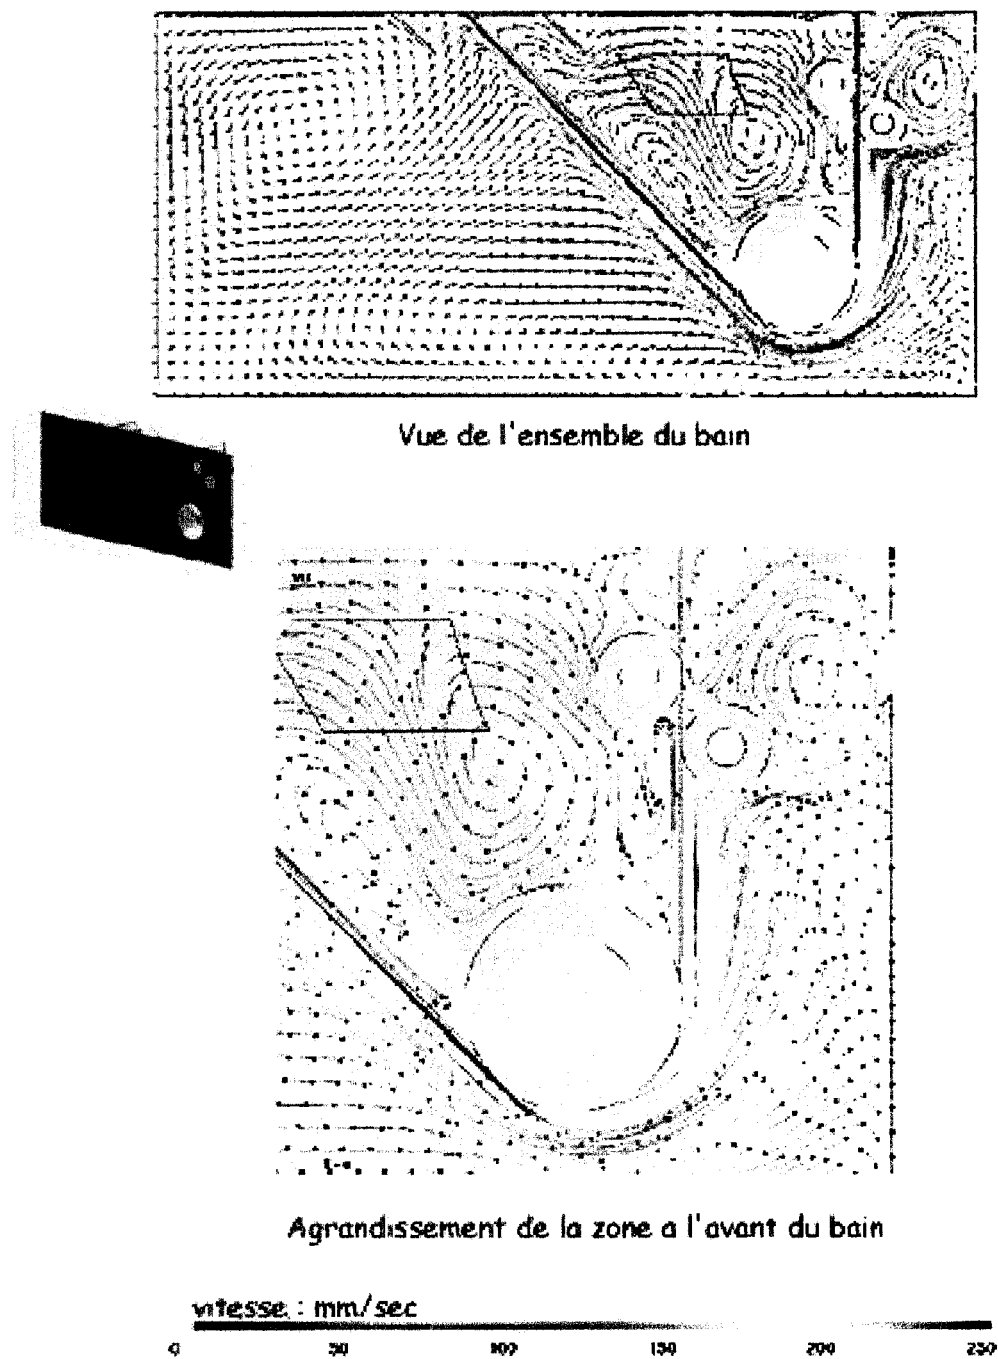 Vue de l'ensemble du bain
Agrandissement de la zone a l'avant du bain
vitesse : mm/sec
0 50 100 150 200 250